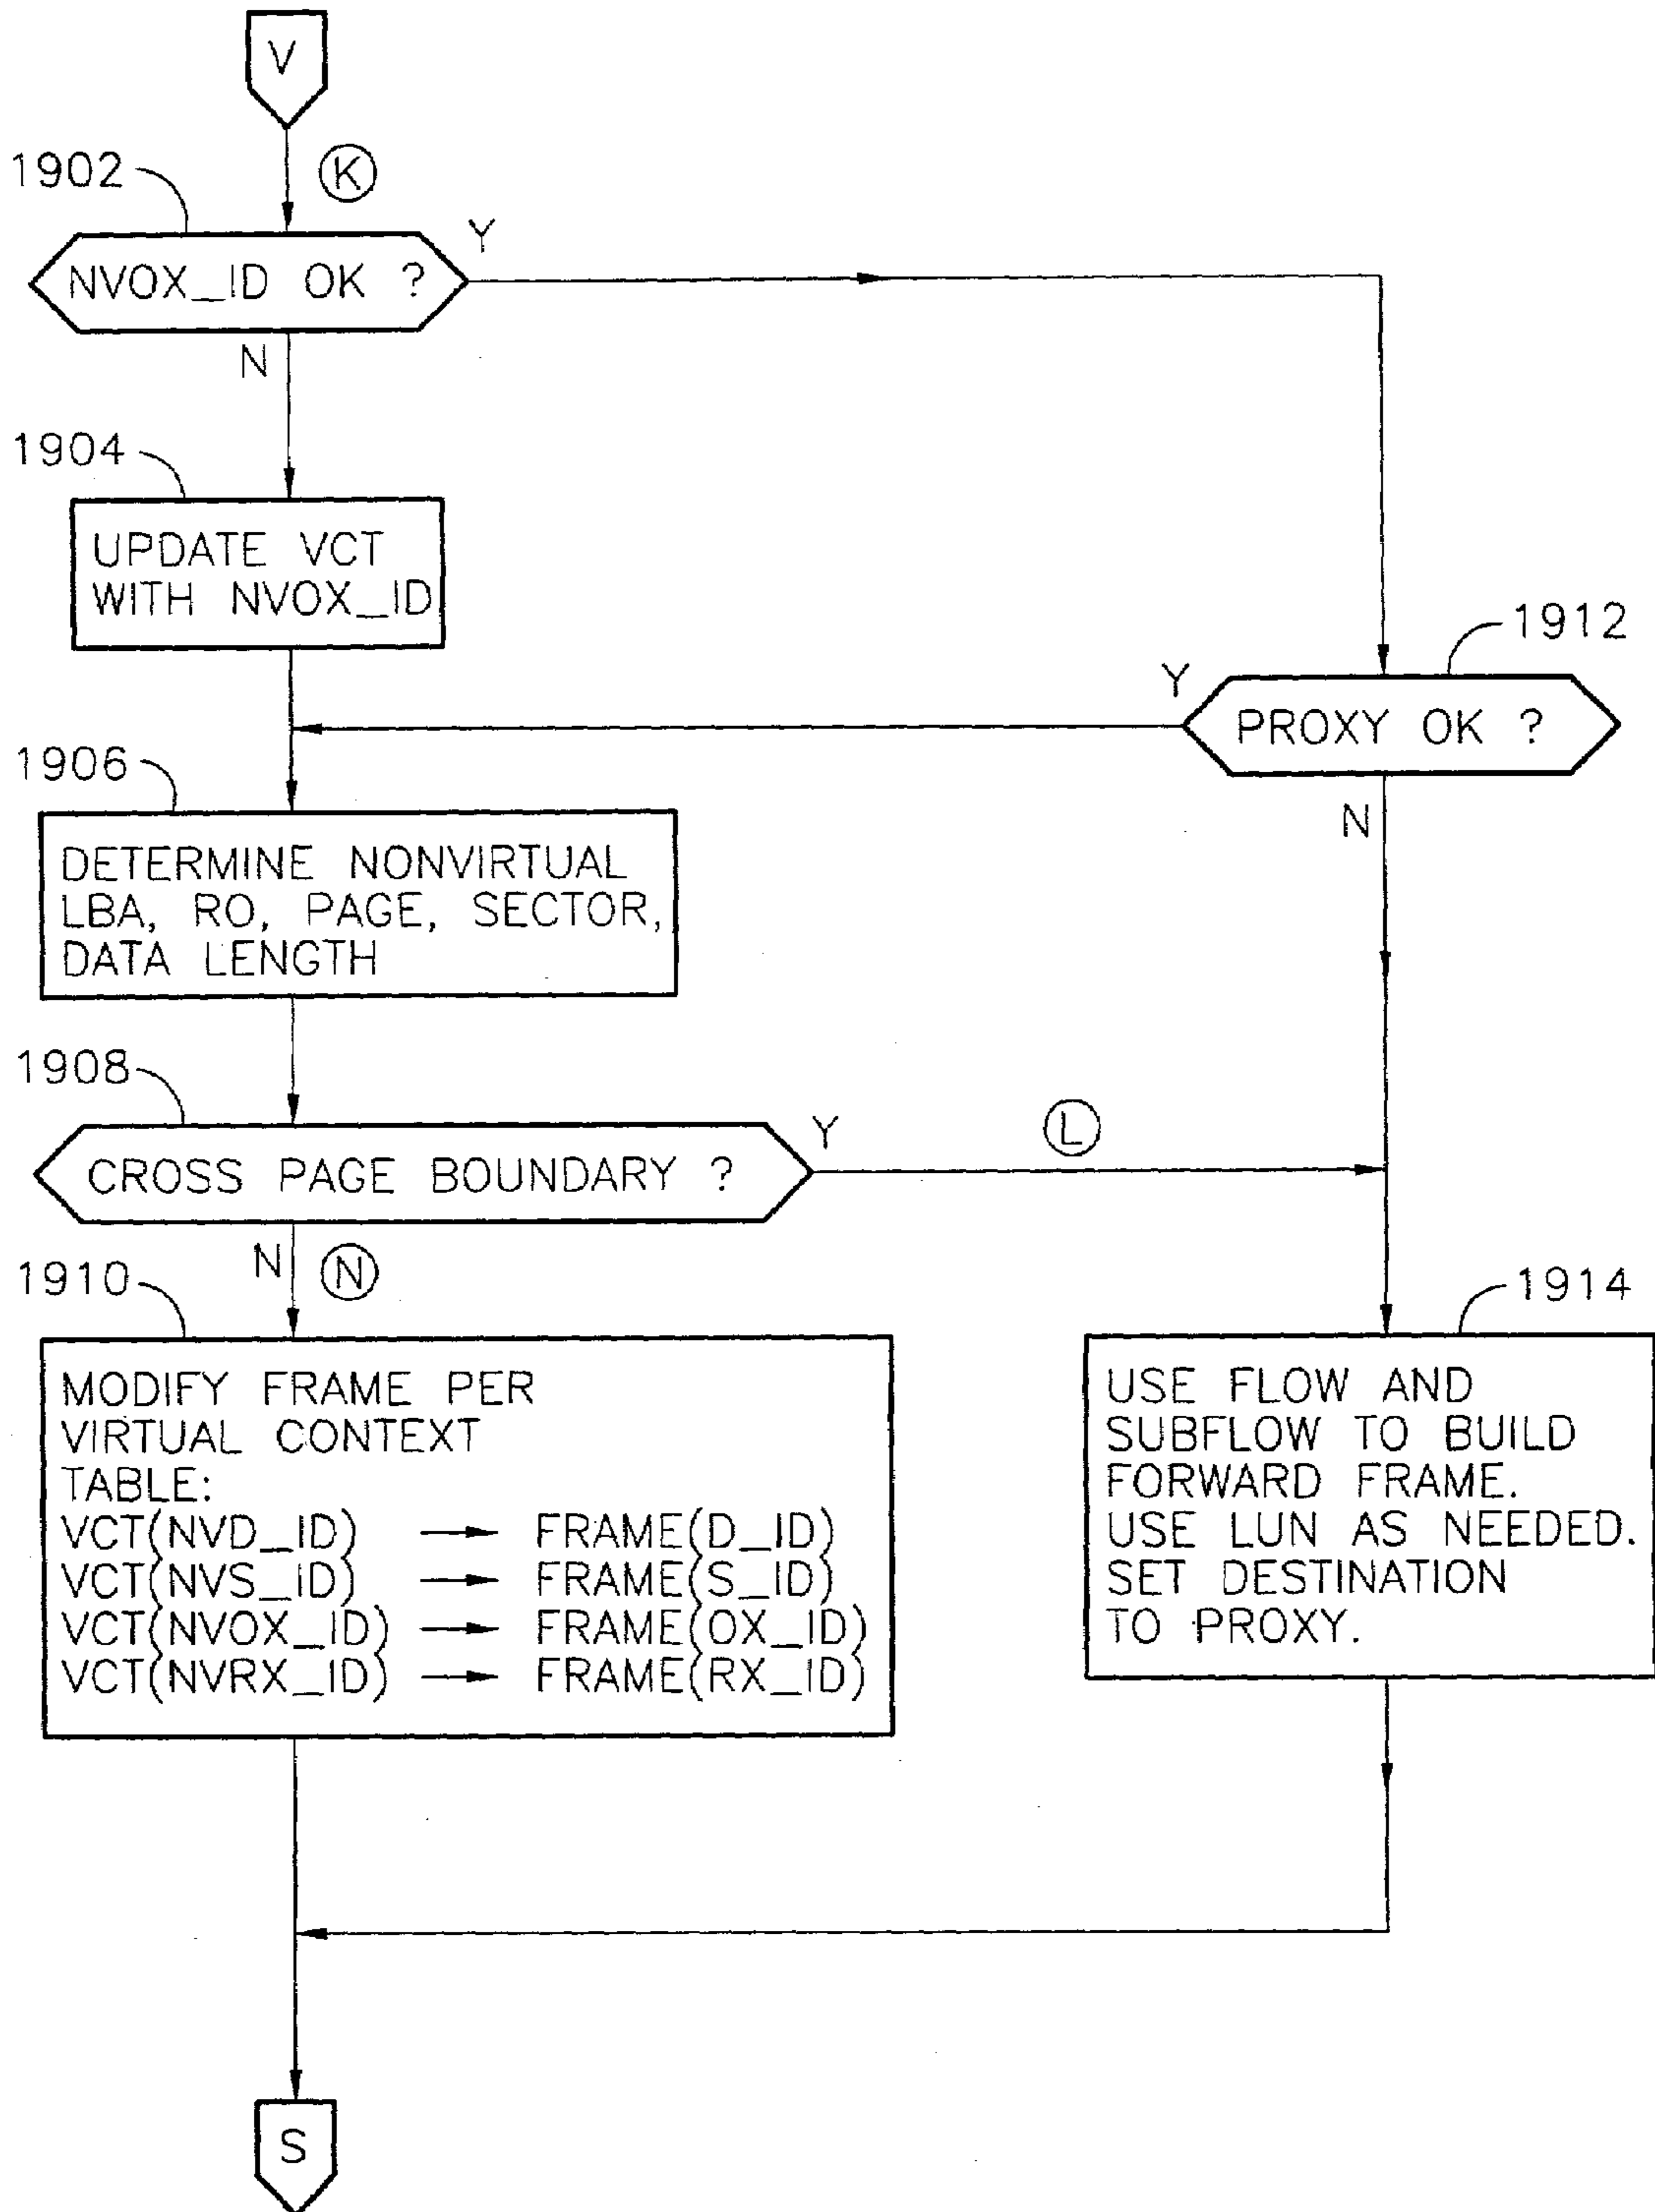 V
K
1902
Y
NVOX_ID OK ?
N
1904
UPDATE VCT
WITH NVOX_ID
1912
Y
PROXY OK ?
N
1906
DETERMINE NONVIRTUAL
LBA, RO, PAGE, SECTOR,
DATA LENGTH
1908
Y
L
CROSS PAGE BOUNDARY ?
N
N
1910
MODIFY FRAME PER
VIRTUAL CONTEXT
TABLE:
VCT(NVD_ID) → FRAME(D_ID)
VCT(NVS_ID) → FRAME(S_ID)
VCT(NVOX_ID) → FRAME(OX_ID)
VCT(NVRX_ID) → FRAME(RX_ID)
1914
USE FLOW AND
SUBFLOW TO BUILD
FORWARD FRAME.
USE LUN AS NEEDED.
SET DESTINATION
TO PROXY.
S